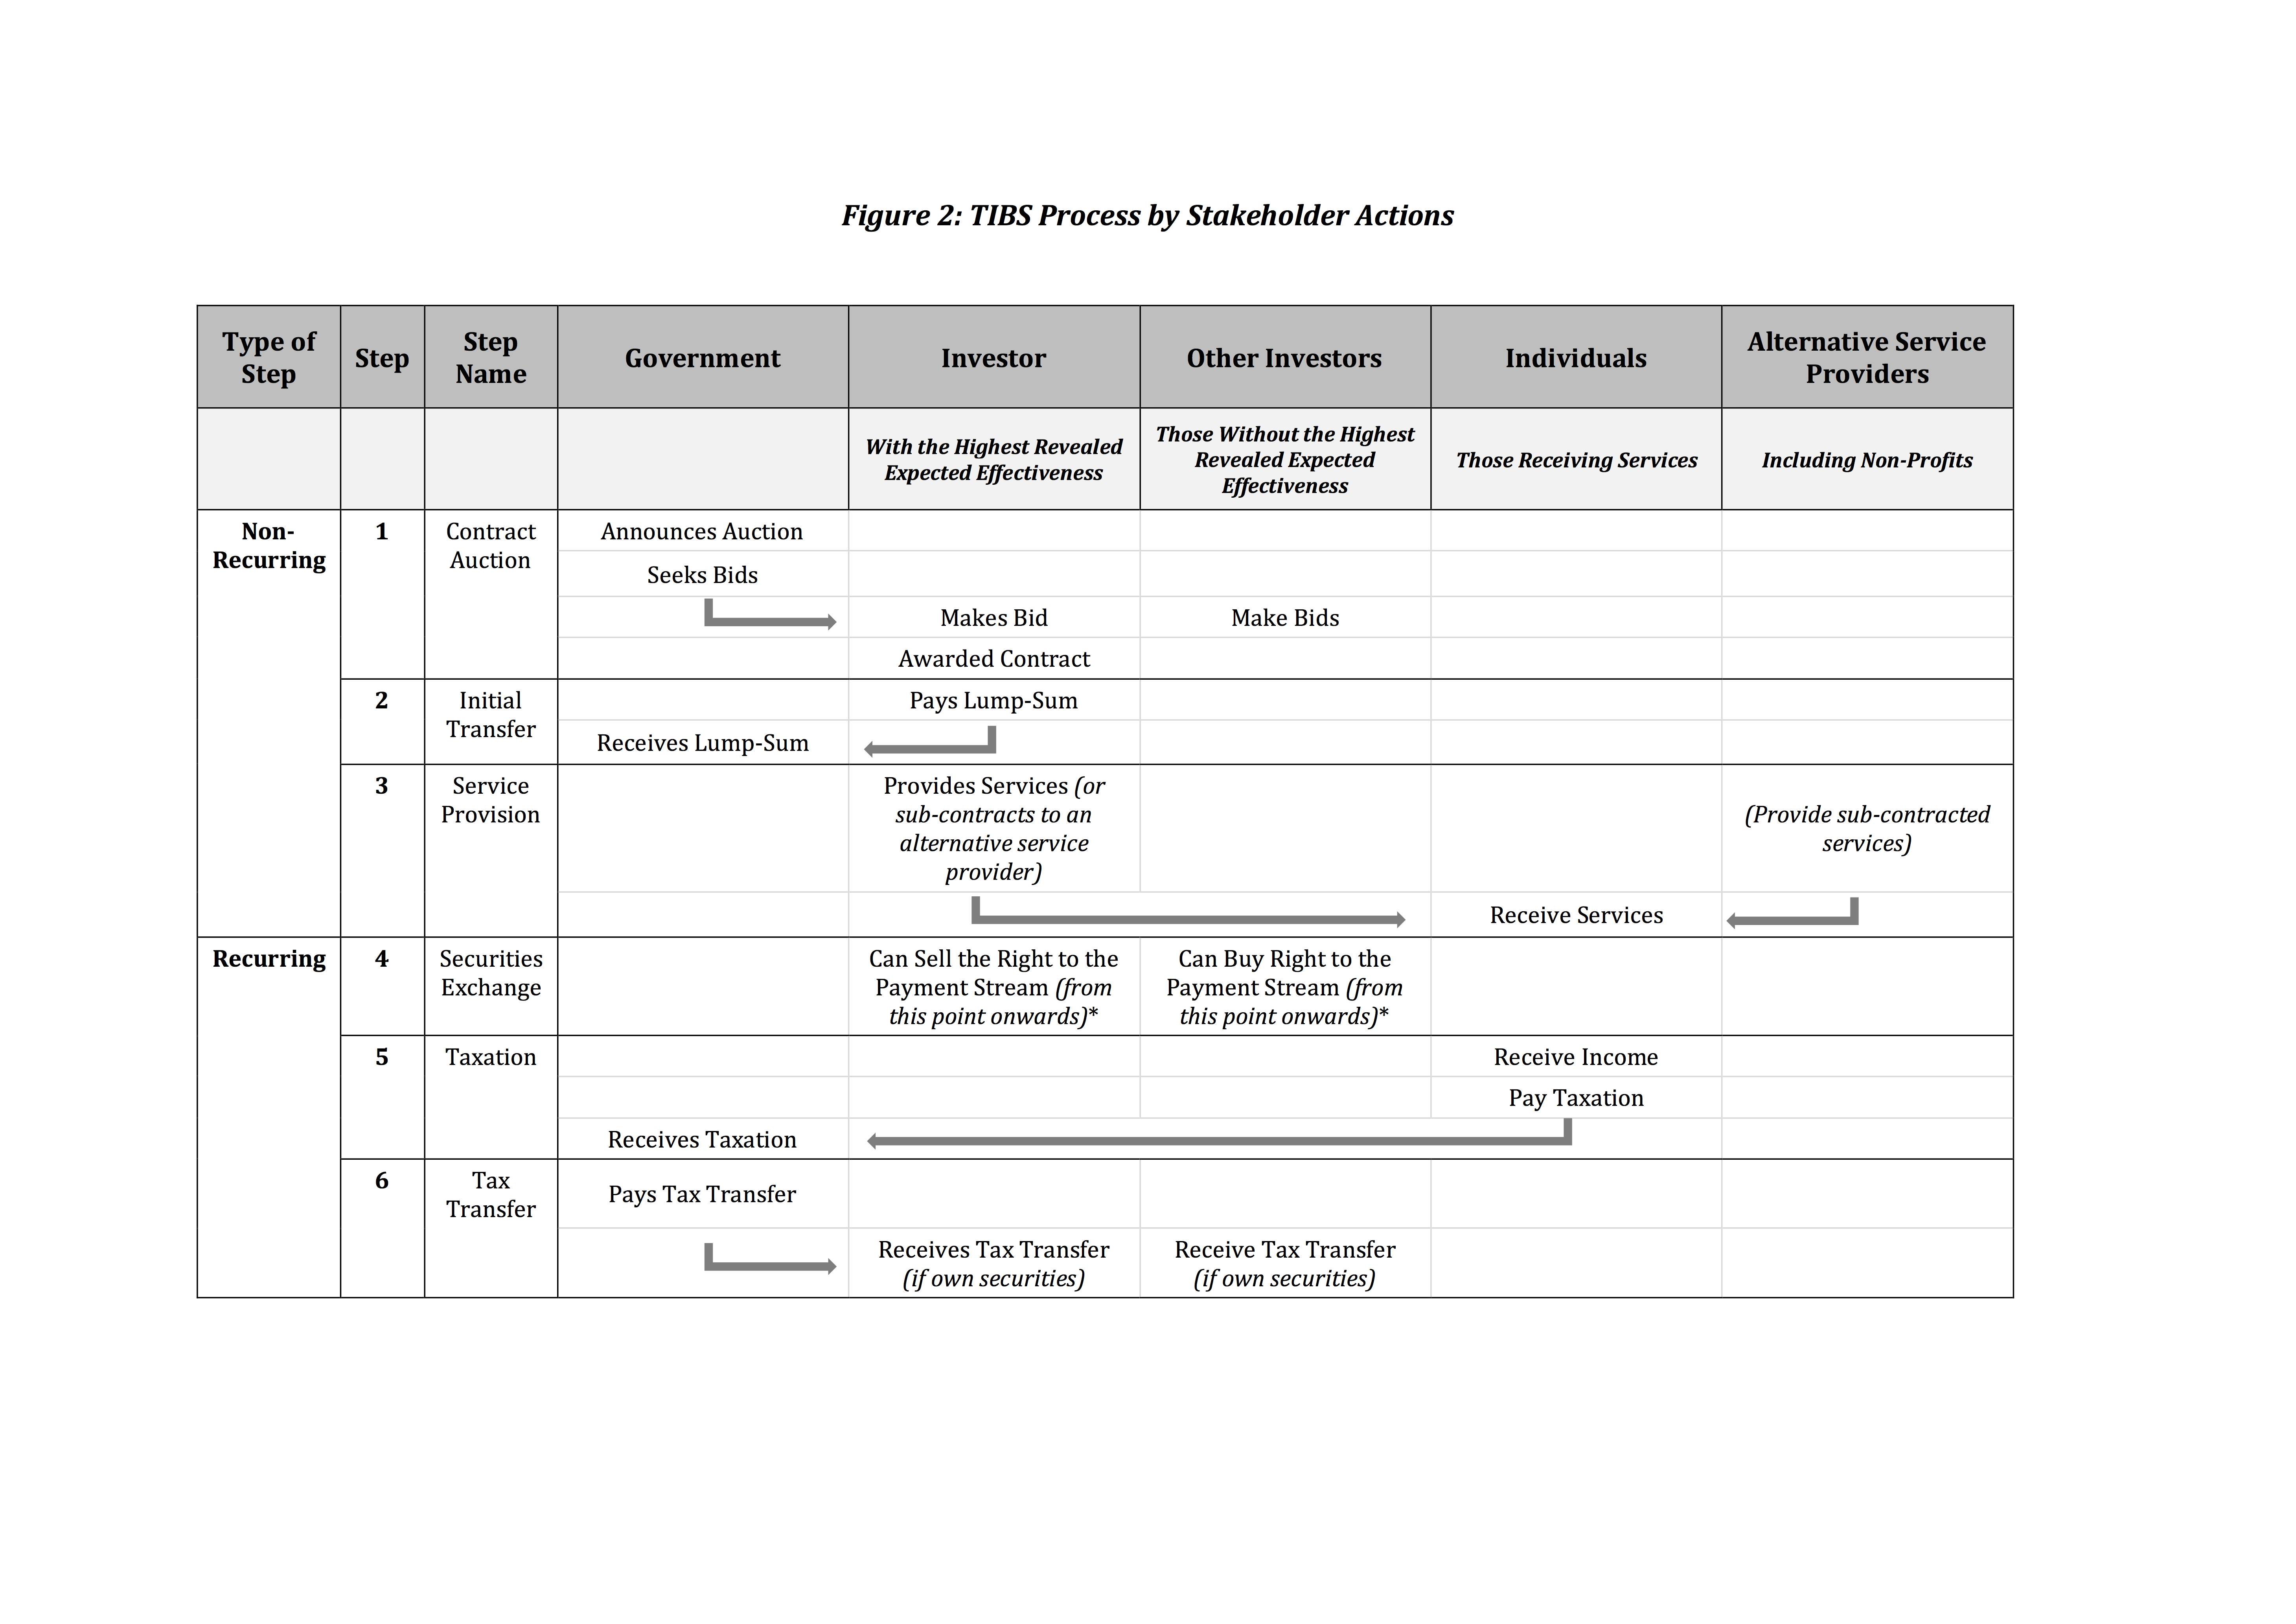 Figure 2: TIBS Process by Stakeholder Actions
Type of
Step
Step
Step
Name
Government
Investor
Other Investors
Individuals
Alternative Service
Providers
With the Highest Revealed
Expected Effectiveness
Those Without the Highest
Revealed Expected
Effectiveness
Those Receiving Services
Including Non-Profits
Non-
Recurring
1
Contract
Auction
Announces Auction
Seeks Bids
Makes Bid
Make Bids
Awarded Contract
2
Initial
Transfer
Pays Lump-Sum
Receives Lump-Sum
3
Service
Provision
Provides Services (or
sub-contracts to an
alternative service
provider)
(Provide sub-contracted
services)
Receive Services
Recurring
4
Securities
Exchange
Can Sell the Right to the
Payment Stream (from
this point onwards)*
Can Buy Right to the
Payment Stream (from
this point onwards)*
5
Taxation
Receive Income
Pay Taxation
Receives Taxation
6
Tax
Transfer
Pays Tax Transfer
Receives Tax Transfer
(if own securities)
Receive Tax Transfer
(if own securities)